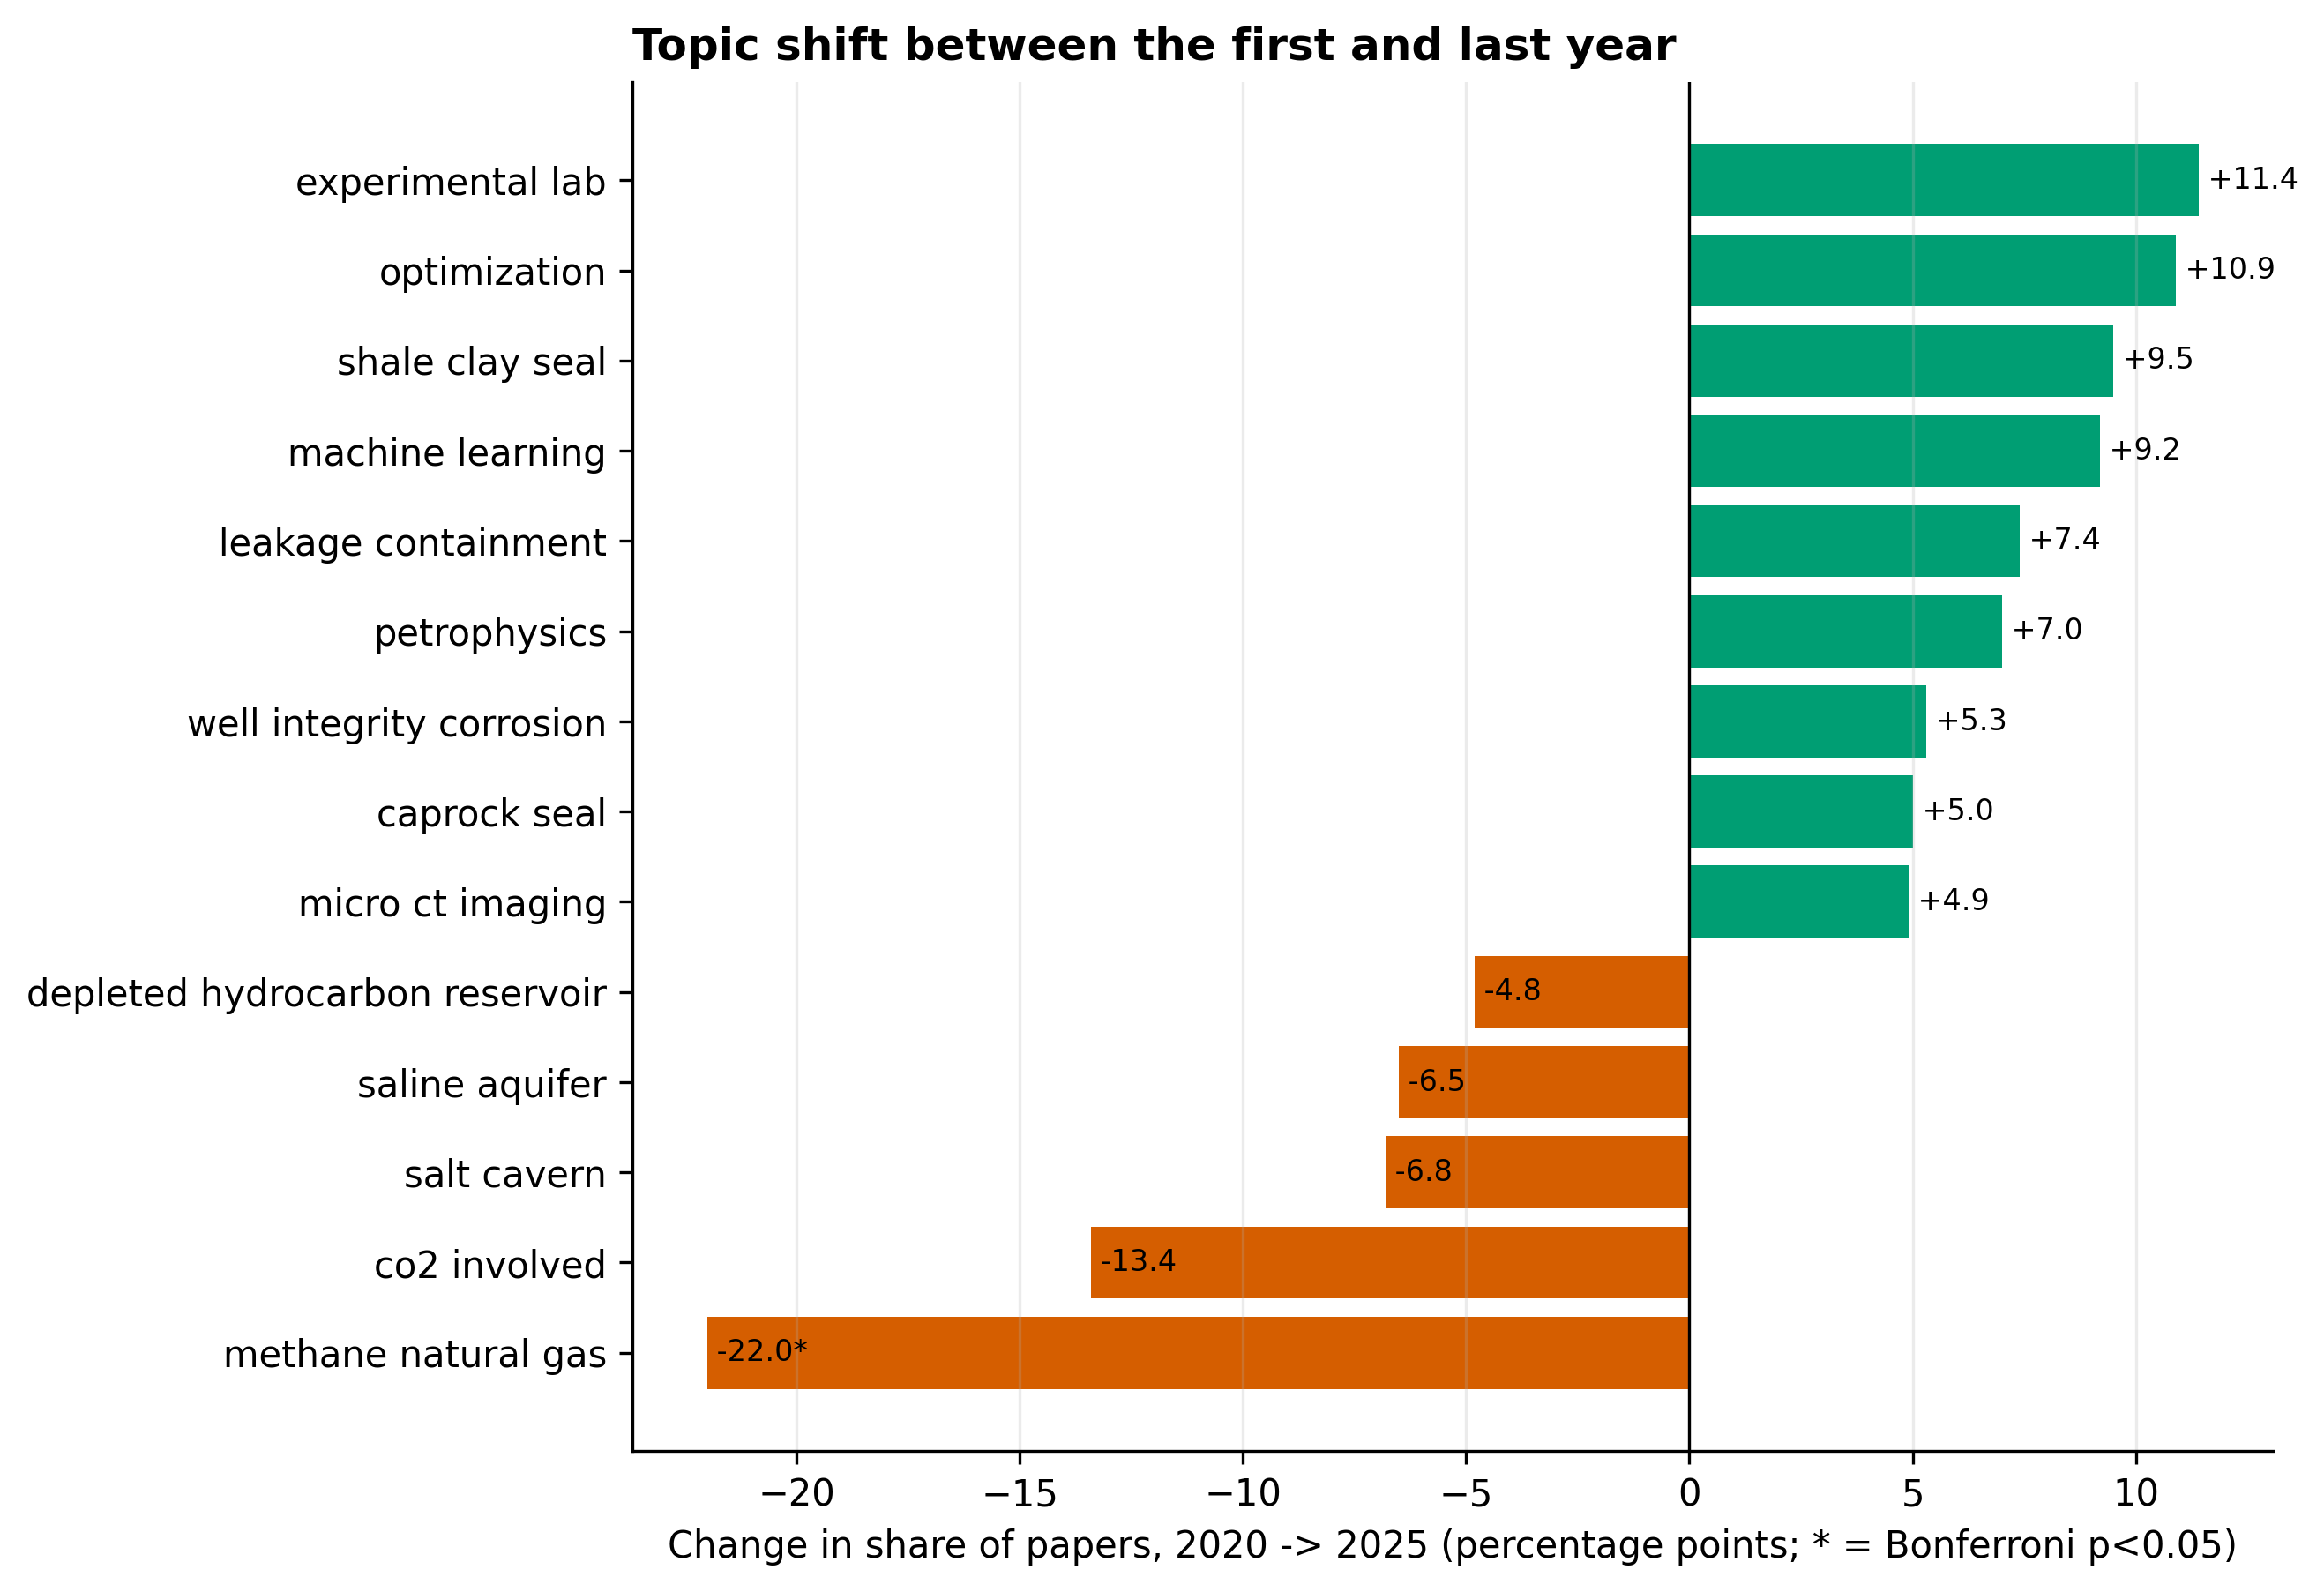 Topic shift between the first and last year
experimental lab +11.4
optimization +10.9
shale clay seal +9.5
machine learning +9.2
leakage containment +7.4
petrophysics +7.0
well integrity corrosion +5.3
caprock seal +5.0
micro ct imaging +4.9
depleted hydrocarbon reservoir -4.8
saline aquifer -6.5
salt cavern -6.8
co2 involved -13.4
methane natural gas -22.0*
−20 −15 −10 −5 0 5 10
Change in share of papers, 2020 -> 2025 (percentage points; * = Bonferroni p<0.05)